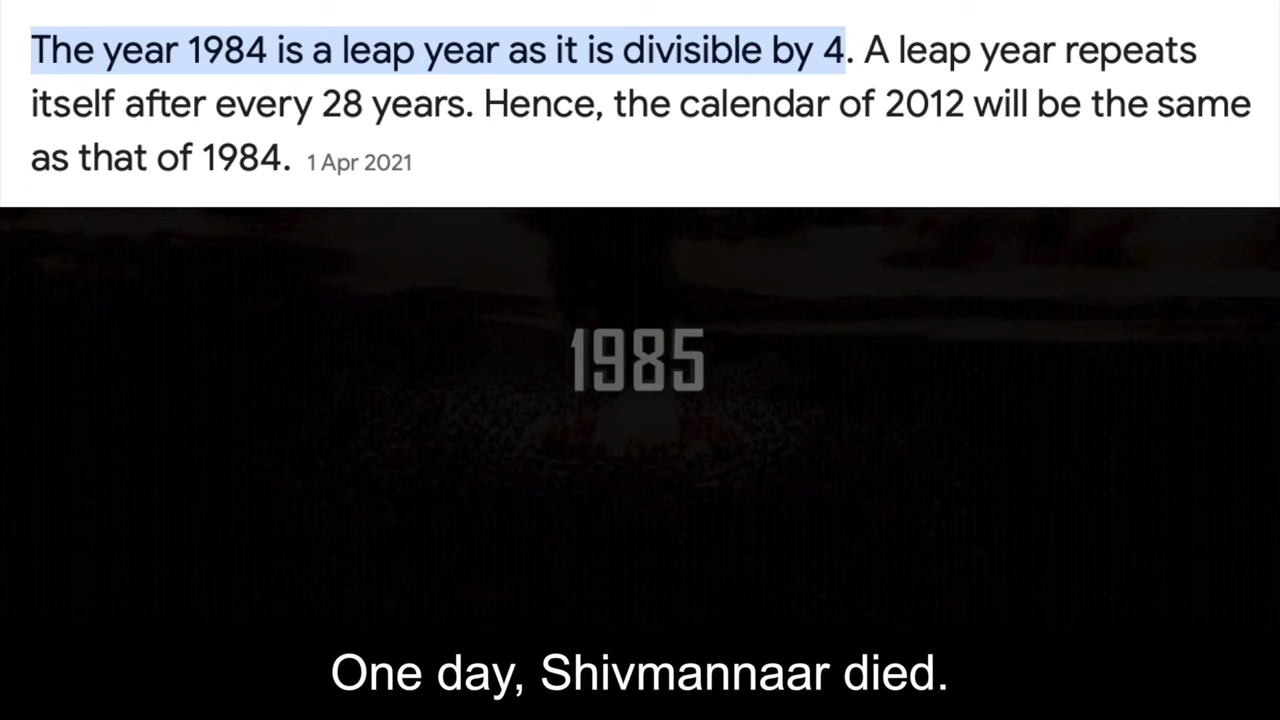 The year 1984 is a leap year as it is divisible by 4. A leap year repeats
itself after every 28 years. Hence, the calendar of 2012 will be the same
as that of 1984. 1 Apr 2021
1985
One day, Shivmannaar died.